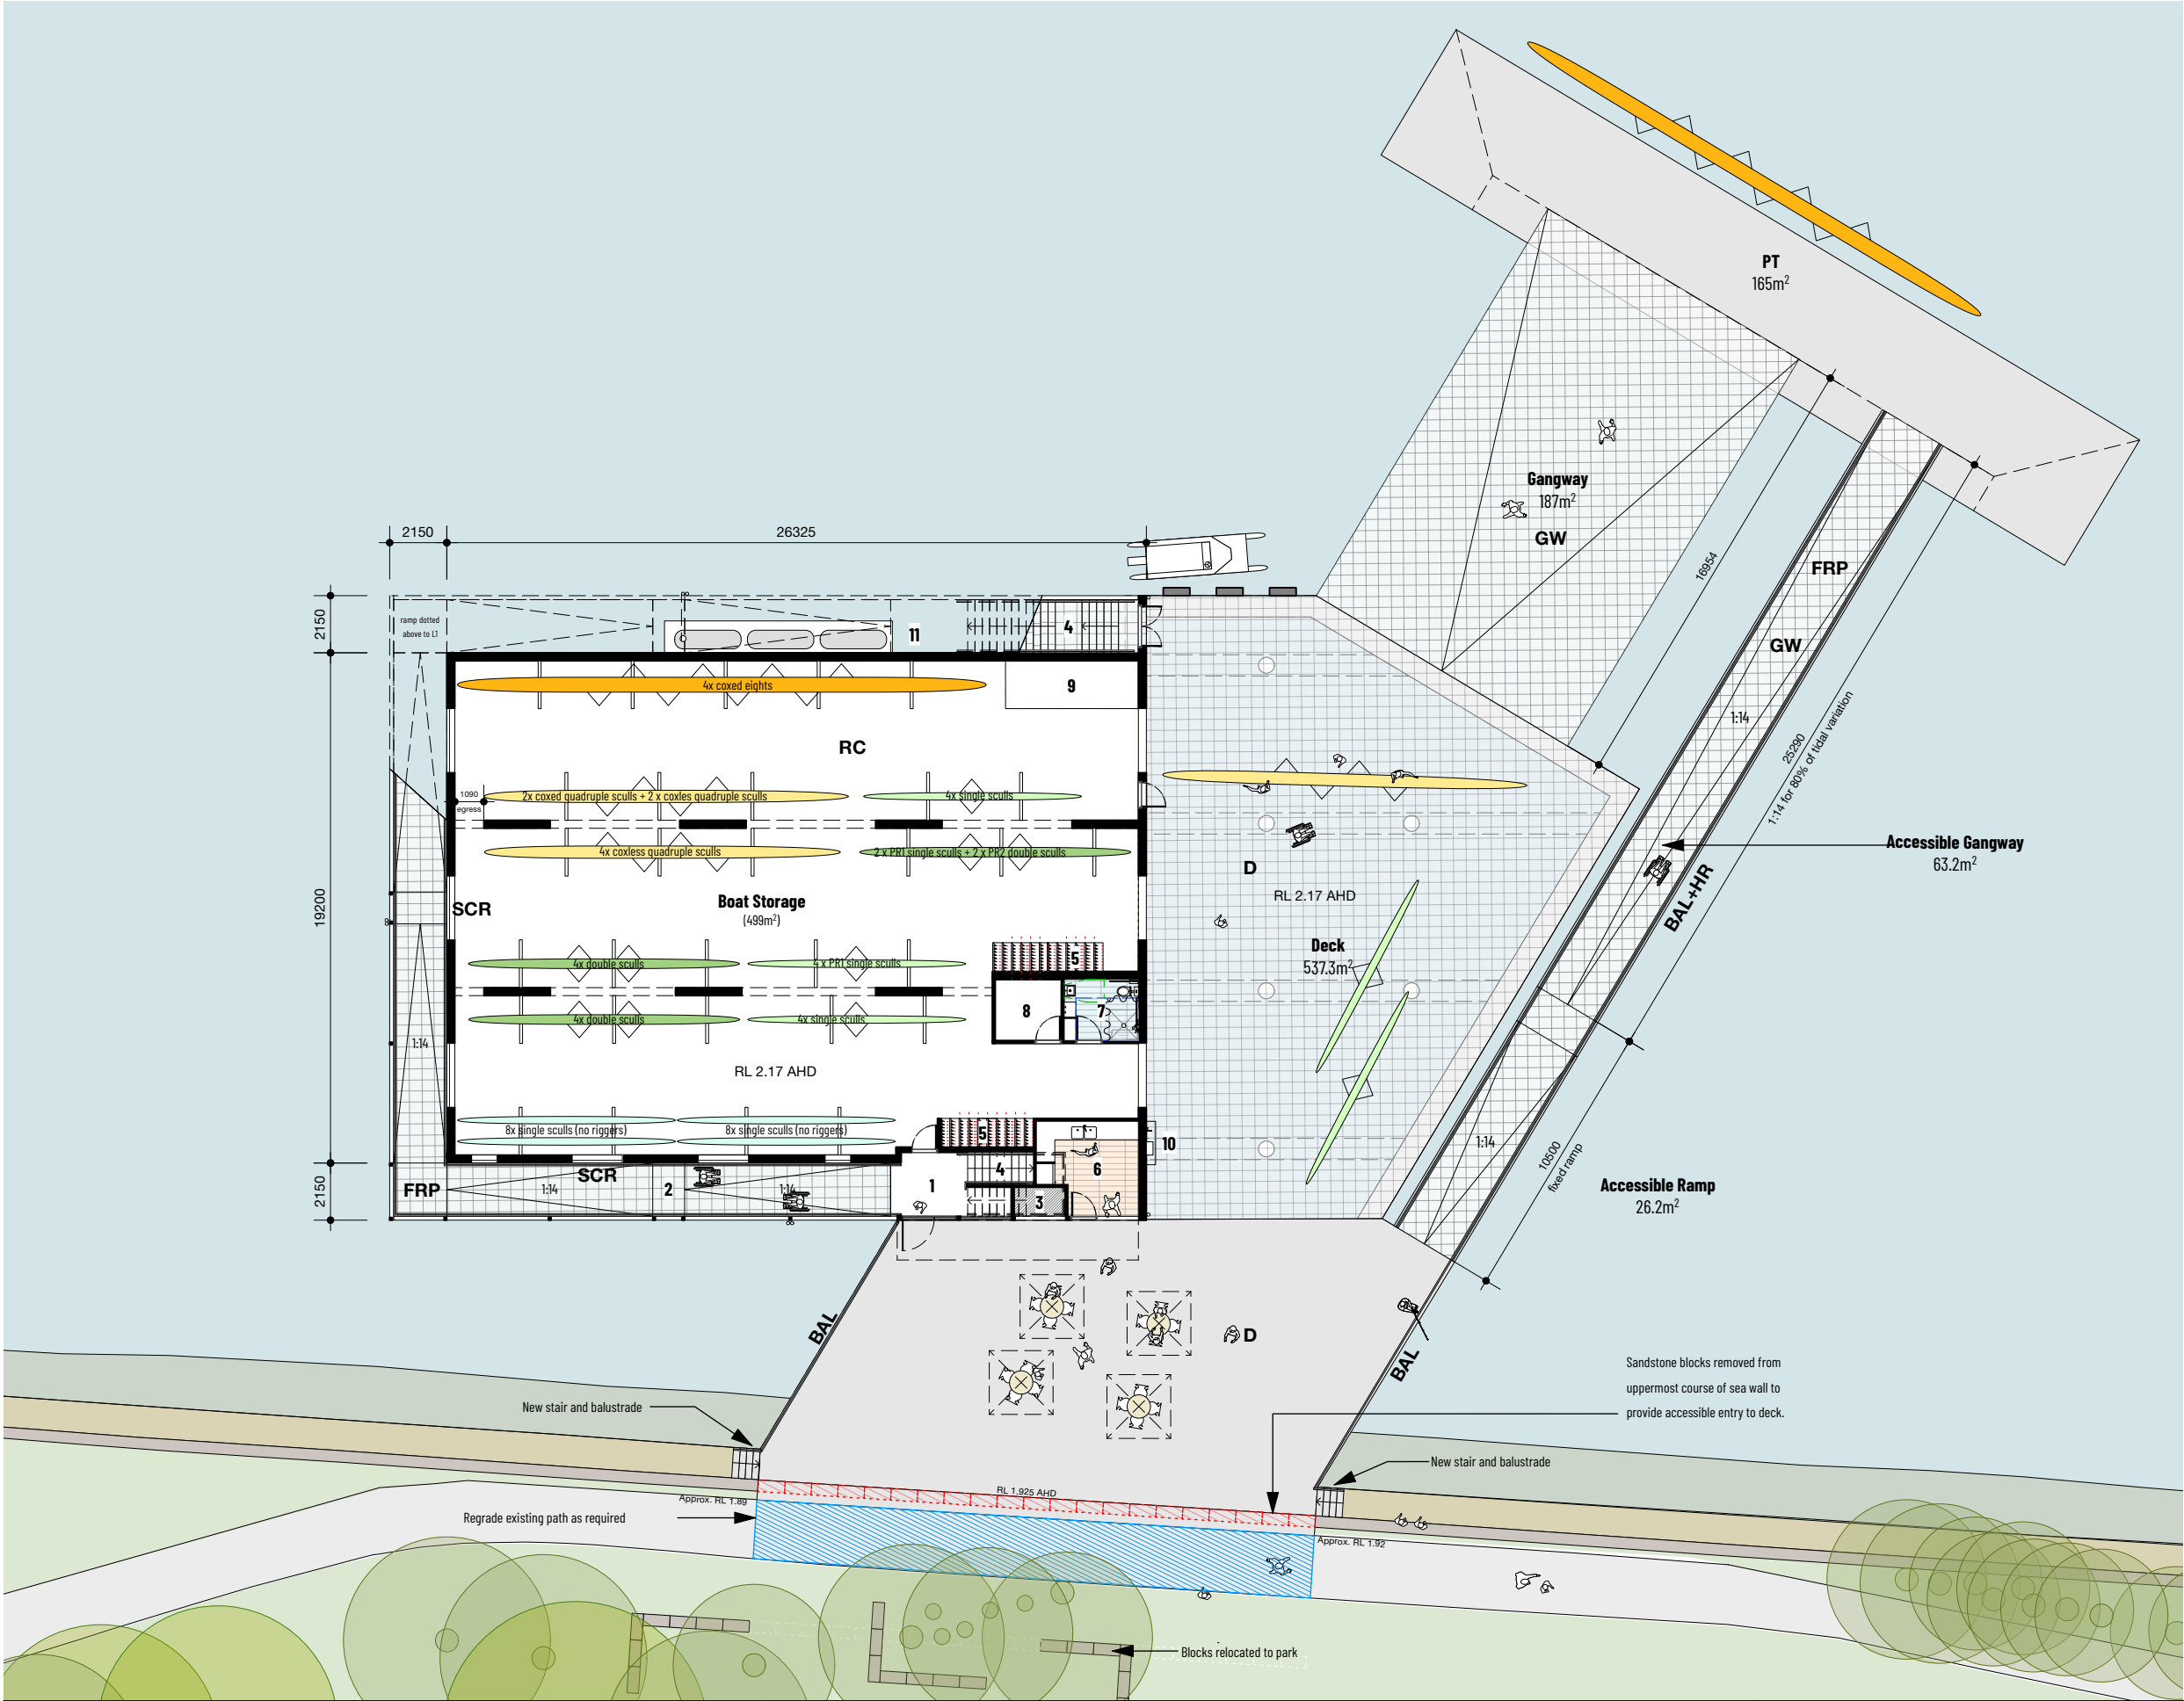 PT
165m²
Gangway
187m²
GW
FRP
GW
1:14
16954
25290
1:14 for 80% of tidal variation
Accessible Gangway
63.2m²
BAL+HR
2150
26325
2150
19200
2150
ramp dotted
above to L1
11
4
4x coxed eights
9
RC
1090
egress
2x coxed quadruple sculls + 2 x coxles quadruple sculls
4x single sculls
4x coxless quadruple sculls
2 x PR1 single sculls + 2 x PR2 double sculls
SCR
Boat Storage
(499m²)
D
RL 2.17 AHD
Deck
537.3m²
4x double sculls
4 x PR1 single sculls
5
8
7
4x double sculls
4x single sculls
1:14
RL 2.17 AHD
8x single sculls (no riggers)
8x single sculls (no riggers)
5
10
4
6
1:14
10500
fixed ramp
Accessible Ramp
26.2m²
FRP
1:14
SCR
2
1:14
1
3
BAL
D
BAL
Sandstone blocks removed from
uppermost course of sea wall to
provide accessible entry to deck.
New stair and balustrade
New stair and balustrade
RL 1.925 AHD
Approx. RL 1.89
Regrade existing path as required
Approx. RL 1.92
Blocks relocated to park